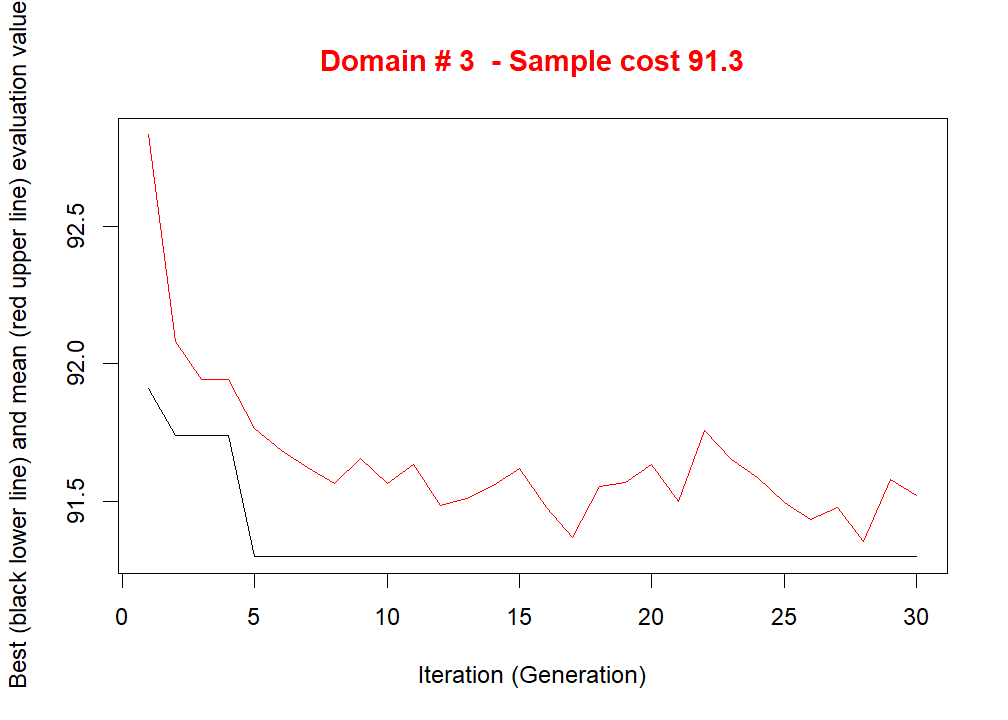 Domain # 3  - Sample cost 91.3
Best (black lower line) and mean (red upper line) evaluation value
92.5
92.0
91.5
0 5 10 15 20 25 30
Iteration (Generation)